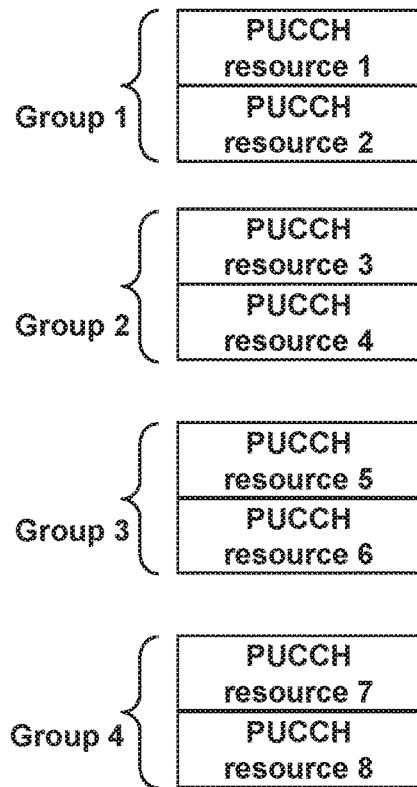 PUCCH
resource 1
Group 1
PUCCH
resource 2
PUCCH
resource 3
Group 2
PUCCH
resource 4
PUCCH
resource 5
Group 3
PUCCH
resource 6
PUCCH
resource 7
Group 4
PUCCH
resource 8